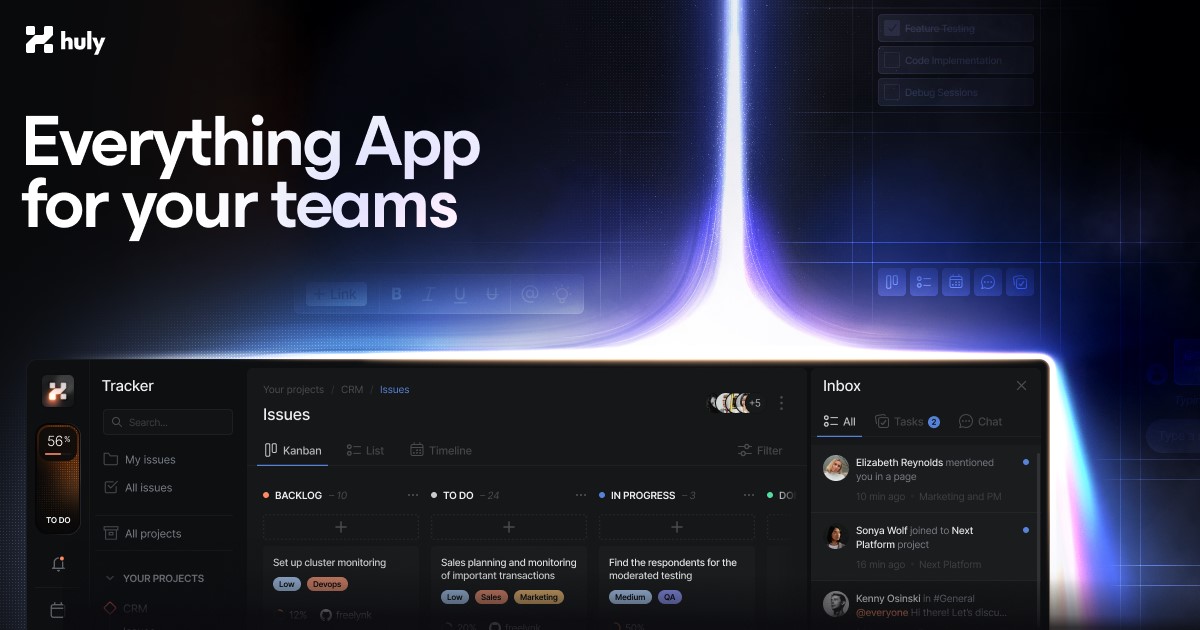 huly
Everything App
for your teams
Feature Testing
Code Implementation
Debug Sessions
+ Link
B I U U @
Tracker
Search...
56%
TO DO
My issues
All issues
All projects
YOUR PROJECTS
CRM
Your projects / CRM / Issues
Issues
+5
Kanban
List
Timeline
Filter
BACKLOG – 10
TO DO – 24
IN PROGRESS – 3
DO
Set up cluster monitoring
Low Devops
12% freelynk
Sales planning and monitoring
of important transactions
Low Sales Marketing
20% freelynk
Find the respondents for the
moderated testing
Medium QA
50%
Inbox
All
Tasks 2
Chat
Elizabeth Reynolds mentioned
you in a page
10 min ago · Marketing and PM
Sonya Wolf joined to Next
Platform project
16 min ago · Next Platform
Kenny Osinski in #General
@everyone Hi there! Let's discu...